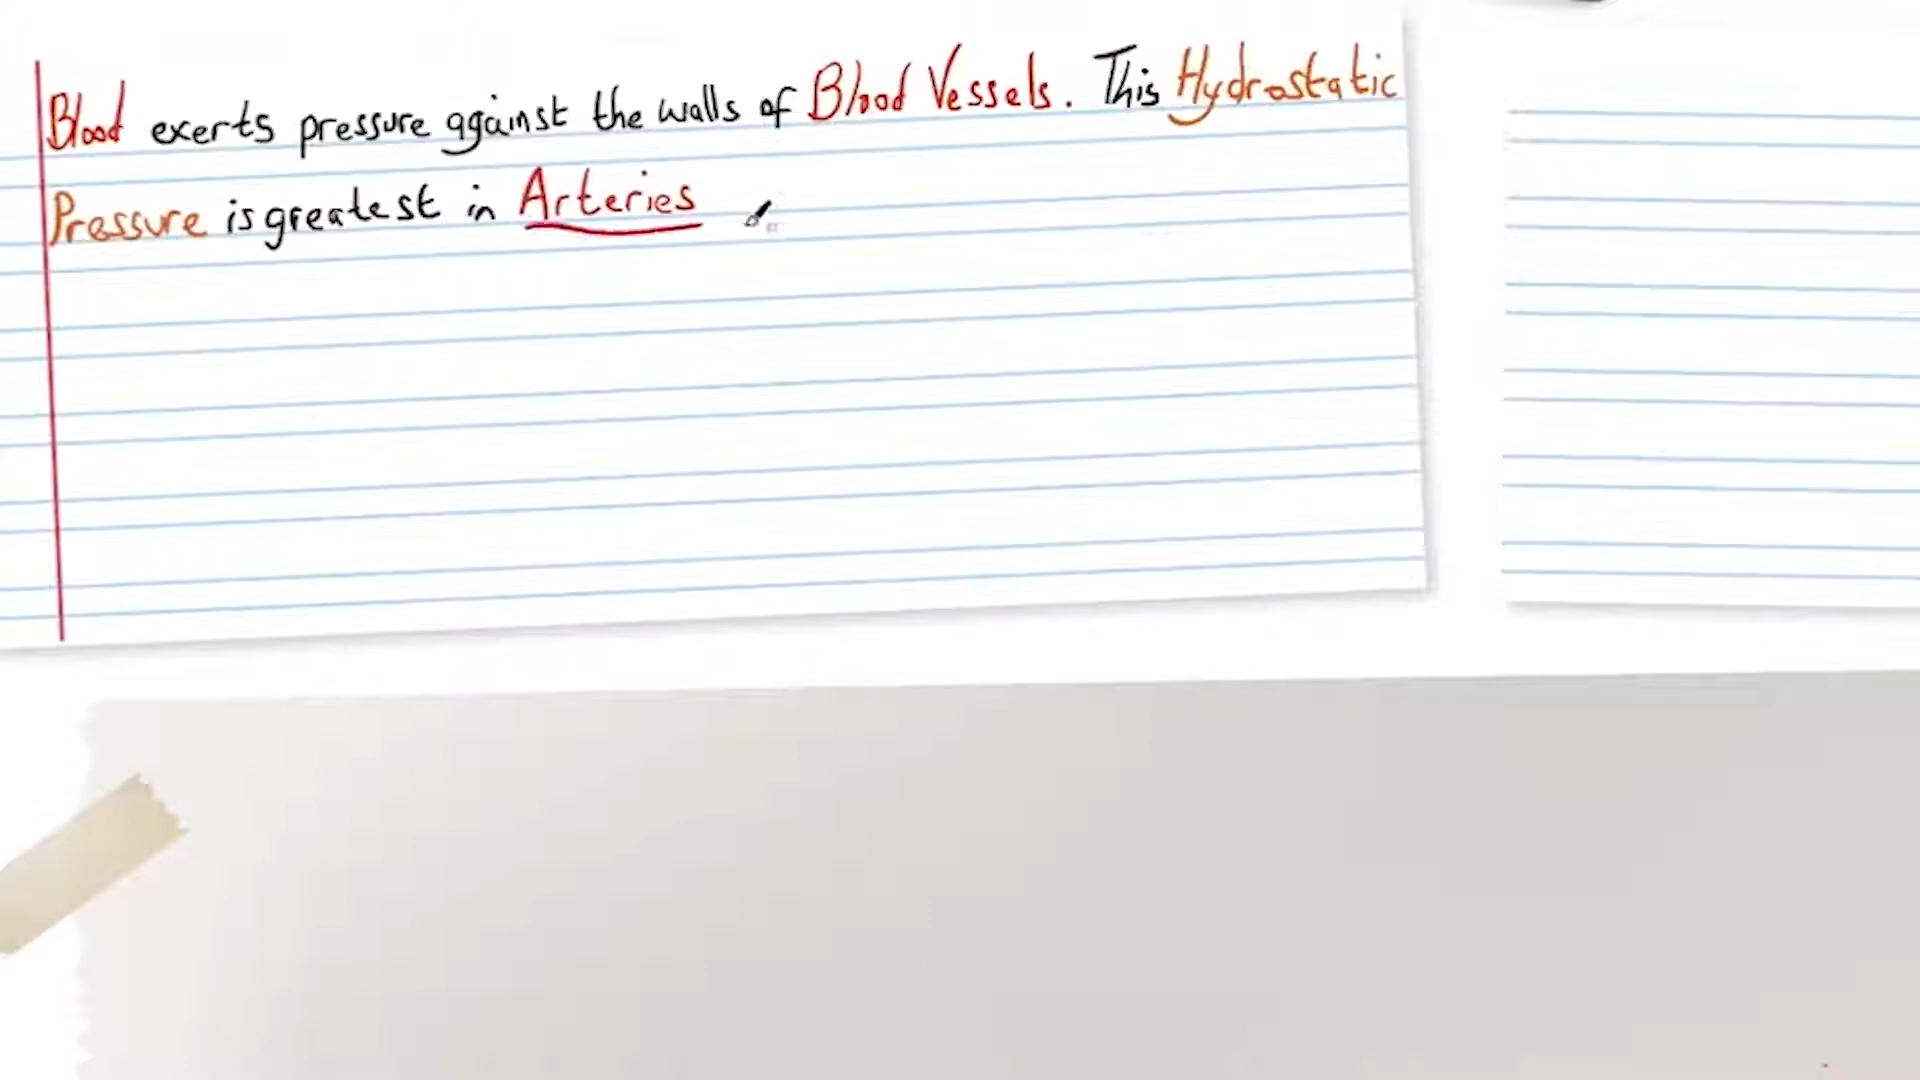 Blood exerts pressure against the walls of Blood Vessels. This Hydrostatic
Pressure is greatest in Arteries